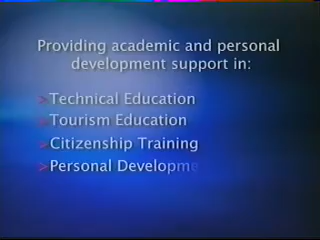 Providing academic and personal
development support in:
>Technical Education
>Tourism Education
>Citizenship Training
>Personal Developme